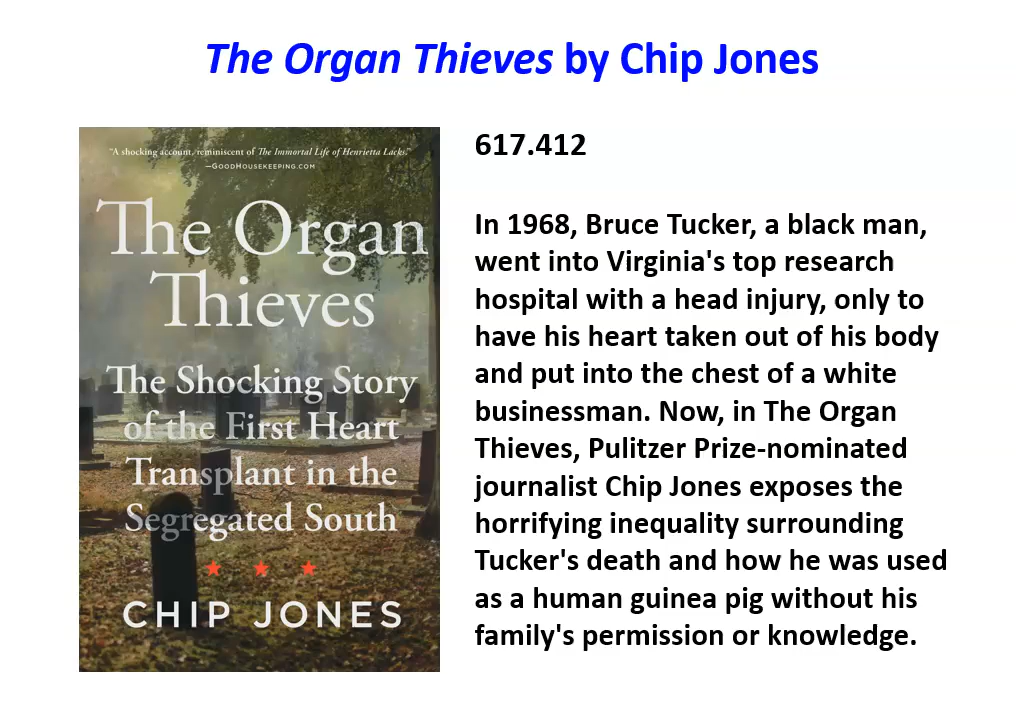 The Organ Thieves by Chip Jones
"A shocking account, reminiscent of The Immortal Life of Henrietta Lacks."
—GOODHOUSEKEEPING.COM
The Organ
Thieves
The Shocking Story
of the First Heart
Transplant in the
Segregated South
CHIP JONES
617.412
In 1968, Bruce Tucker, a black man,
went into Virginia's top research
hospital with a head injury, only to
have his heart taken out of his body
and put into the chest of a white
businessman. Now, in The Organ
Thieves, Pulitzer Prize-nominated
journalist Chip Jones exposes the
horrifying inequality surrounding
Tucker's death and how he was used
as a human guinea pig without his
family's permission or knowledge.